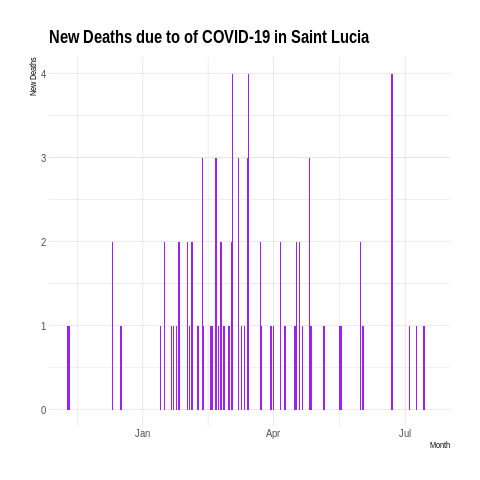 New Deaths due to of COVID-19 in Saint Lucia
New Deaths
4
3
2
1
0
Jan
Apr
Jul
Month